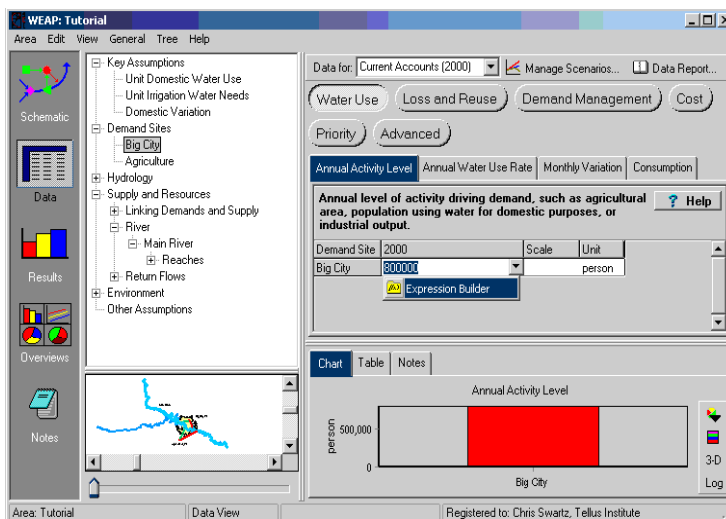 WEAP: Tutorial
Area Edit View General Tree Help
Schematic
Data
Results
Overviews
Notes
Key Assumptions
Unit Domestic Water Use
Unit Irrigation Water Needs
Domestic Variation
Demand Sites
Big City
Agriculture
Hydrology
Supply and Resources
Linking Demands and Supply
River
Main River
Reaches
Return Flows
Environment
Other Assumptions
Data for: Current Accounts (2000) Manage Scenarios... Data Report...
Water Use Loss and Reuse Demand Management Cost
Priority Advanced
Annual Activity Level Annual Water Use Rate Monthly Variation Consumption
Annual level of activity driving demand, such as agricultural
area, population using water for domestic purposes, or
industrial output.
? Help
Demand Site 2000 Scale Unit
Big City 800000 person
Expression Builder
Chart Table Notes
Annual Activity Level
person
500,000
0
Big City
3-D
Log
Area: Tutorial Data View Registered to: Chris Swartz, Tellus Institute